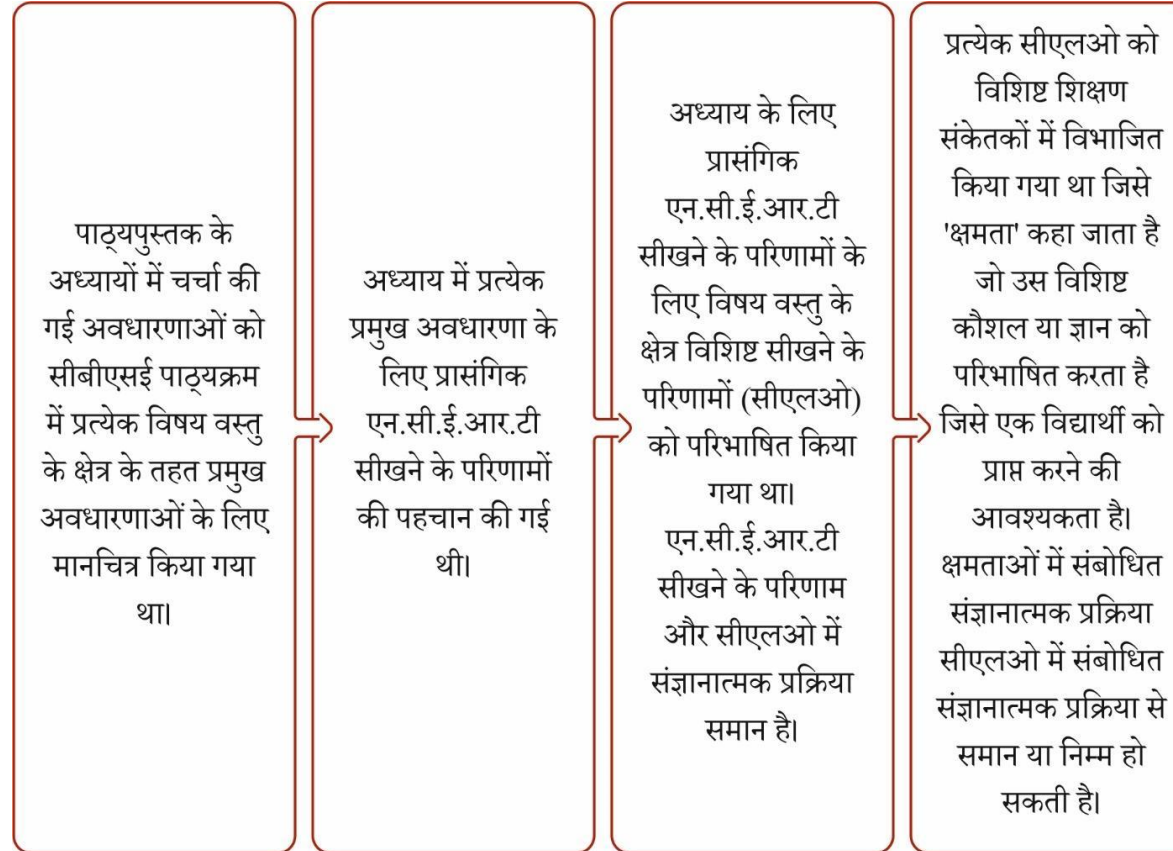 पाठ्यपुस्तक के
अध्यायों में चर्चा की
गई अवधारणाओं को
सीबीएसई पाठ्यक्रम
में प्रत्येक विषय वस्तु
के क्षेत्र के तहत प्रमुख
अवधारणाओं के लिए
मानचित्र किया गया
था।
अध्याय में प्रत्येक
प्रमुख अवधारणा के
लिए प्रासंगिक
एन.सी.ई.आर.टी
सीखने के परिणामों
की पहचान की गई
थी।
अध्याय के लिए
प्रासंगिक
एन.सी.ई.आर.टी
सीखने के परिणामों के
लिए विषय वस्तु के
क्षेत्र विशिष्ट सीखने के
परिणामों (सीएलओ)
को परिभाषित किया
गया था।
एन.सी.ई.आर.टी
सीखने के परिणाम
और सीएलओ में
संज्ञानात्मक प्रक्रिया
समान है।
प्रत्येक सीएलओ को
विशिष्ट शिक्षण
संकेतकों में विभाजित
किया गया था जिसे
'क्षमता' कहा जाता है
जो उस विशिष्ट
कौशल या ज्ञान को
परिभाषित करता है
जिसे एक विद्यार्थी को
प्राप्त करने की
आवश्यकता है।
क्षमताओं में संबोधित
संज्ञानात्मक प्रक्रिया
सीएलओ में संबोधित
संज्ञानात्मक प्रक्रिया से
समान या निम्म हो
सकती है।